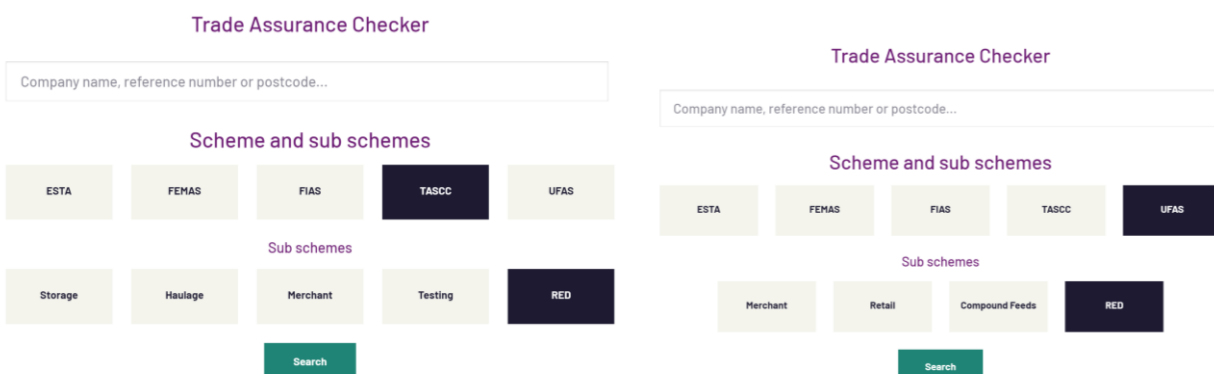 Trade Assurance Checker
Company name, reference number or postcode...
Scheme and sub schemes
ESTA FEMAS FIAS TASCC UFAS
Sub schemes
Storage Haulage Merchant Testing RED
Search
Trade Assurance Checker
Company name, reference number or postcode...
Scheme and sub schemes
ESTA FEMAS FIAS TASCC UFAS
Sub schemes
Merchant Retail Compound Feeds RED
Search